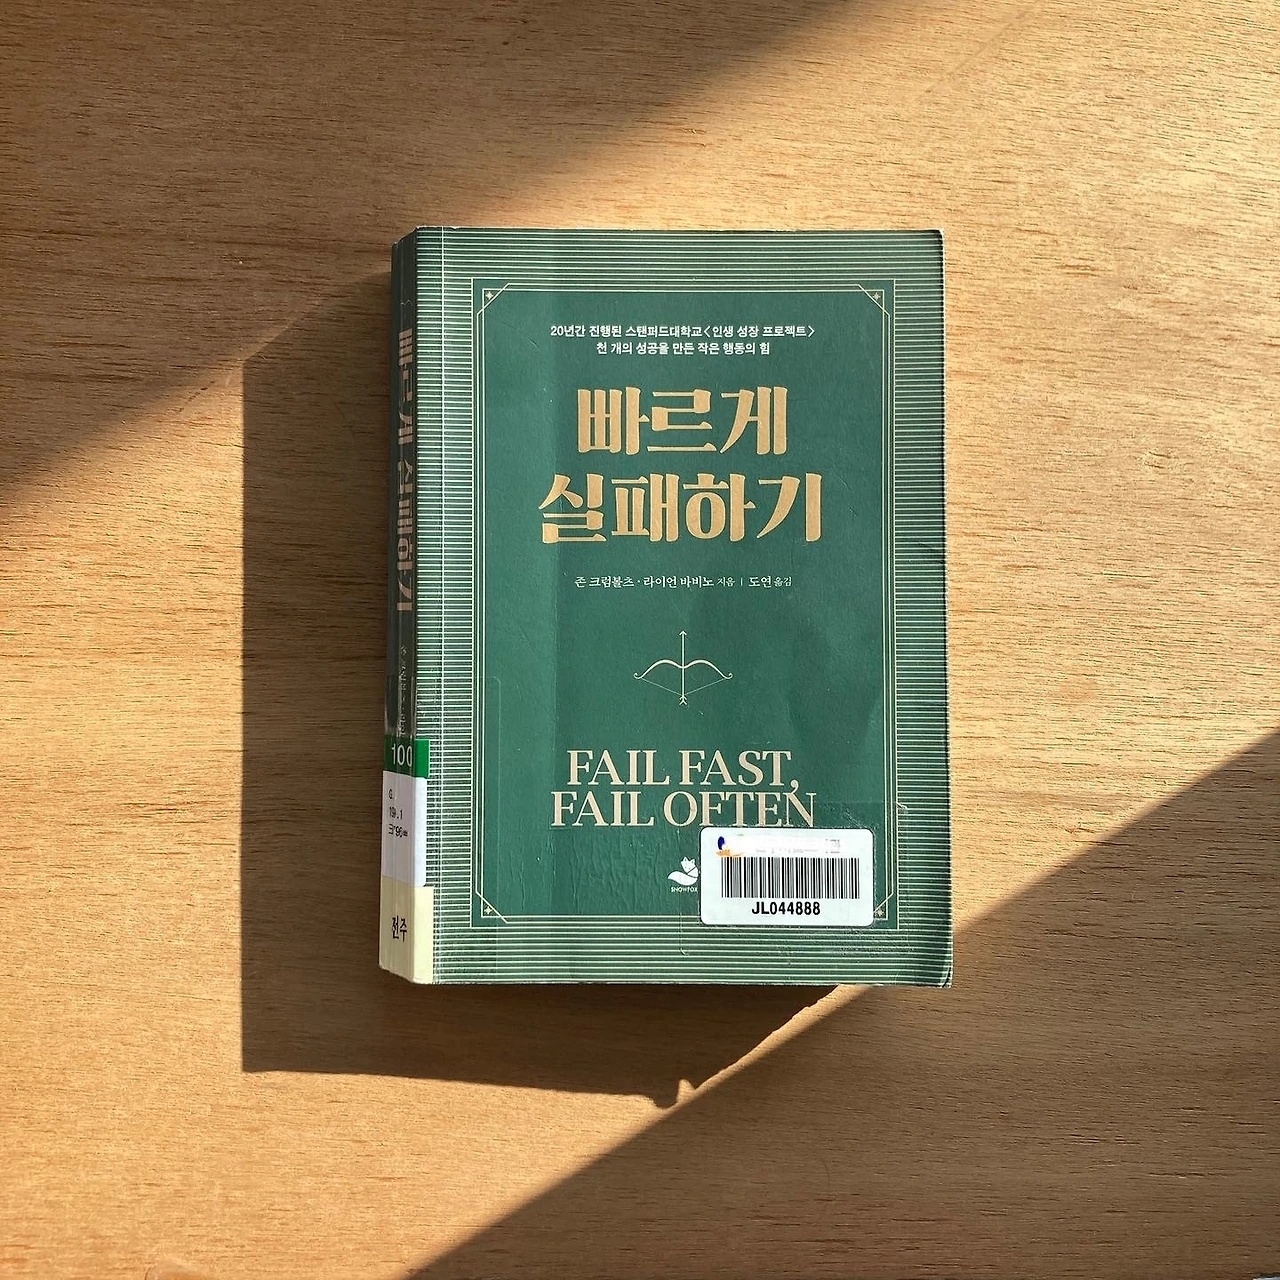 20년간 진행된 스탠퍼드대학교<인생 성장 프로젝트>
천 개의 성공을 만든 작은 행동의 힘
빠르게
실패하기
존 크럼볼츠·라이언 바비노 지음 | 도연 옮김
FAIL FAST,
FAIL OFTEN
SNOWFOX
JL044888
빠르게 실패하기
100
전주